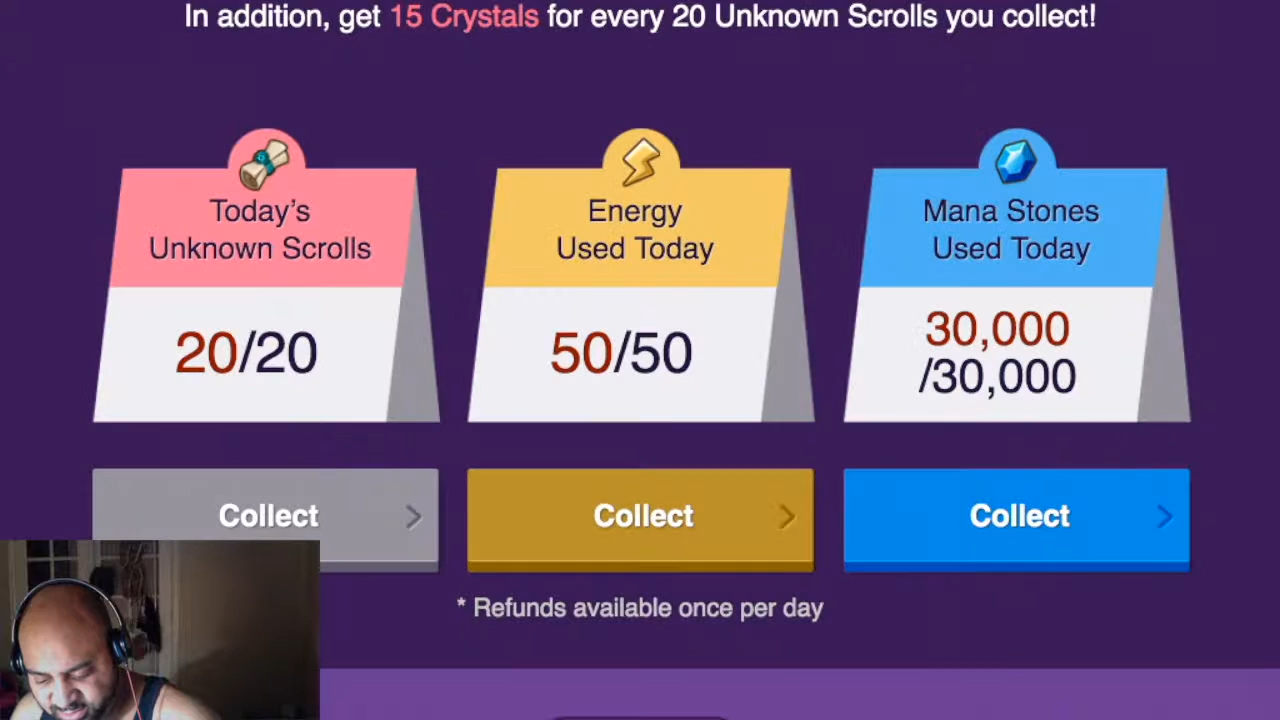 In addition, get 15 Crystals for every 20 Unknown Scrolls you collect!
Today’s
Unknown Scrolls
20/20
Collect
Energy
Used Today
50/50
Collect
Mana Stones
Used Today
30,000
/30,000
Collect
* Refunds available once per day